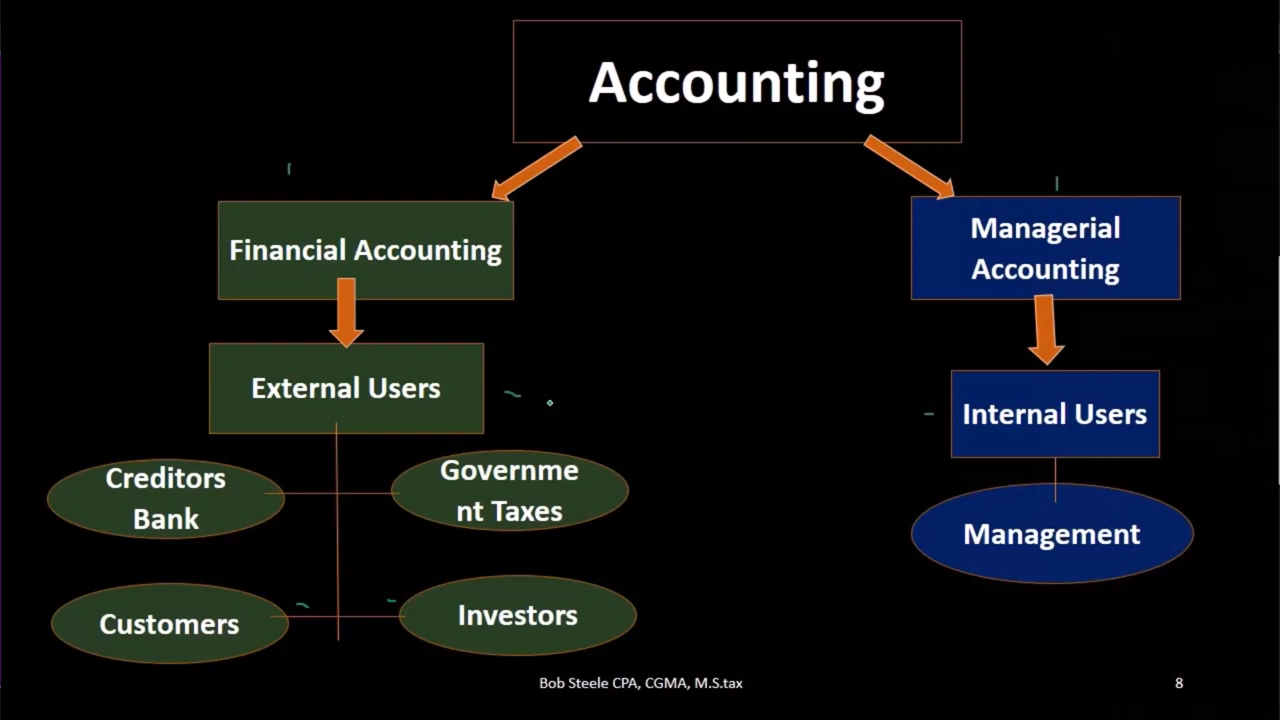 Accounting
Financial Accounting
Managerial
Accounting
External Users
Internal Users
Creditors
Bank
Governme
nt Taxes
Management
Customers
Investors
Bob Steele CPA, CGMA, M.S.tax
8